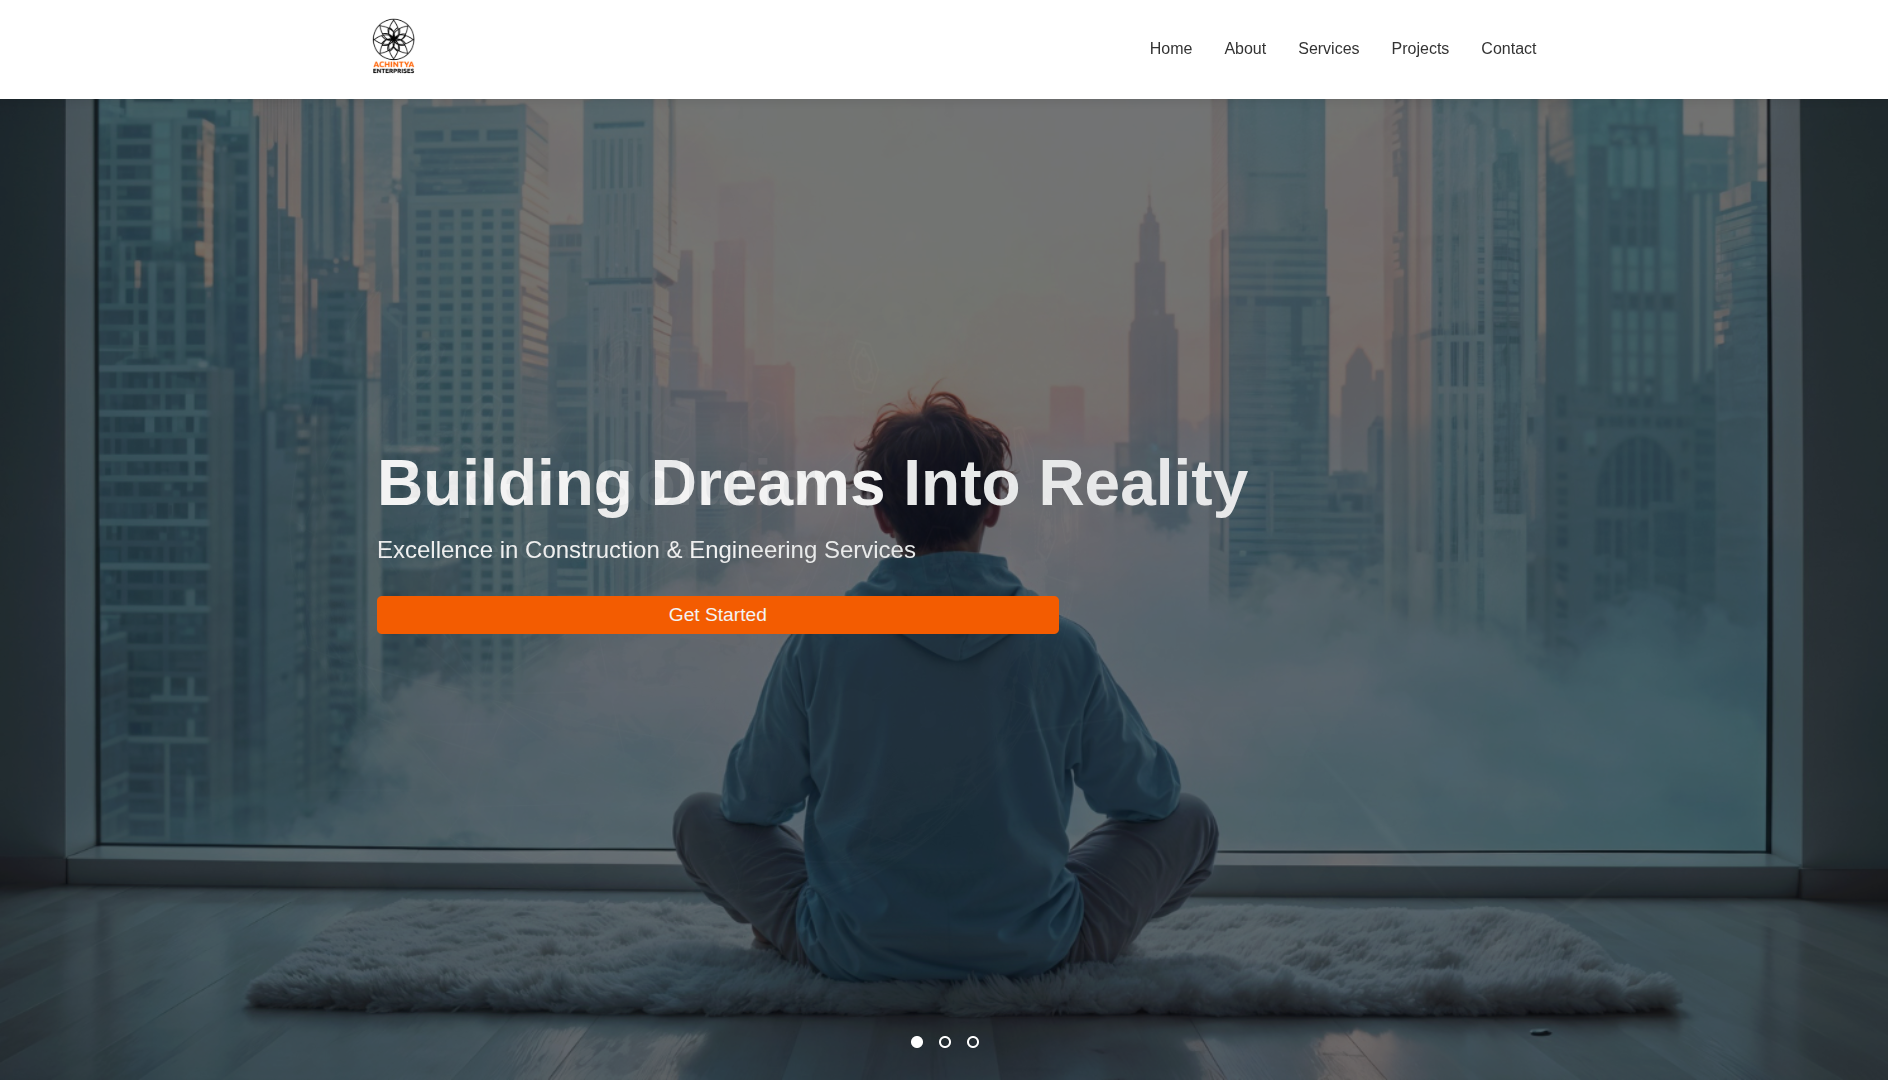 ACHINTYA
ENTERPRISES
Home
About
Services
Projects
Contact
Building Dreams Into Reality
Excellence in Construction & Engineering Services
Get Started